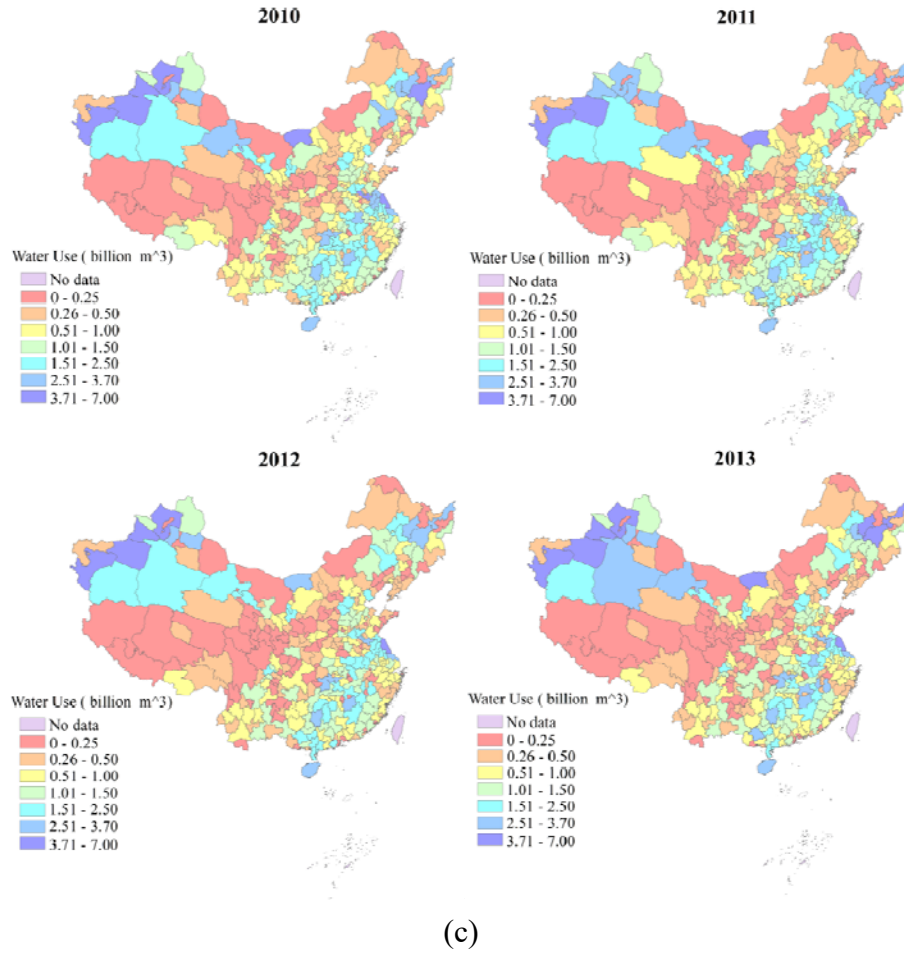 2010
2011
Water Use ( billion m^3)
No data
0 - 0.25
0.26 - 0.50
0.51 - 1.00
1.01 - 1.50
1.51 - 2.50
2.51 - 3.70
3.71 - 7.00
Water Use ( billion m^3)
No data
0 - 0.25
0.26 - 0.50
0.51 - 1.00
1.01 - 1.50
1.51 - 2.50
2.51 - 3.70
3.71 - 7.00
2012
2013
Water Use ( billion m^3)
No data
0 - 0.25
0.26 - 0.50
0.51 - 1.00
1.01 - 1.50
1.51 - 2.50
2.51 - 3.70
3.71 - 7.00
Water Use ( billion m^3)
No data
0 - 0.25
0.26 - 0.50
0.51 - 1.00
1.01 - 1.50
1.51 - 2.50
2.51 - 3.70
3.71 - 7.00
(c)